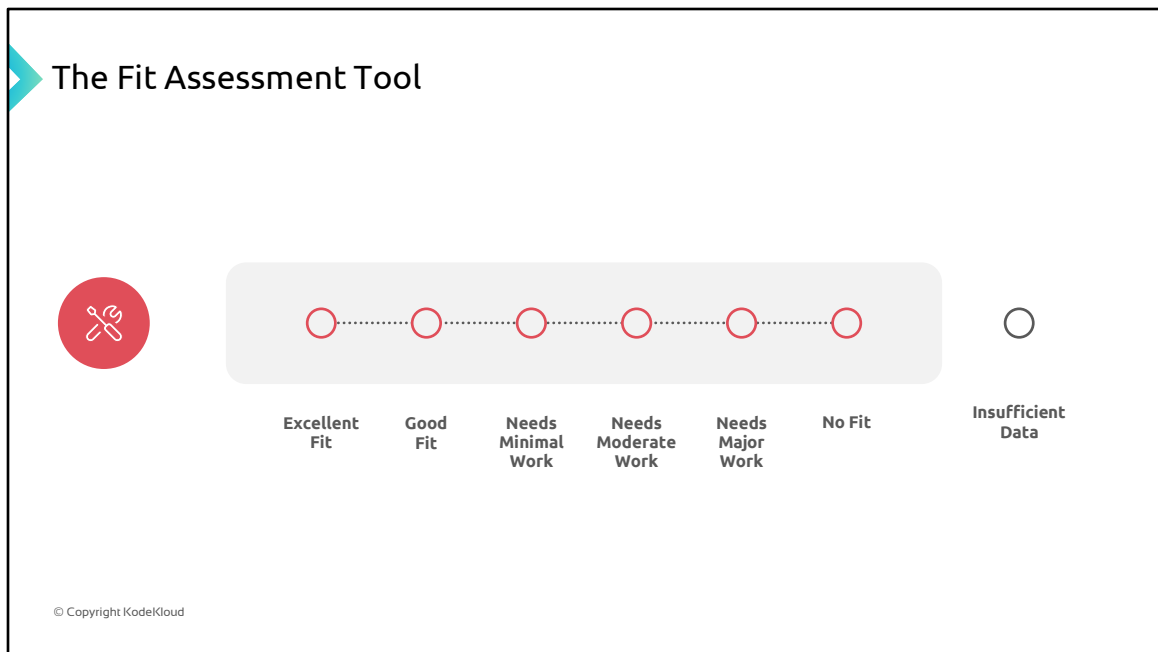 The Fit Assessment Tool
Excellent
Fit
Good
Fit
Needs
Minimal
Work
Needs
Moderate
Work
Needs
Major
Work
No Fit
Insufficient
Data
© Copyright KodeKloud